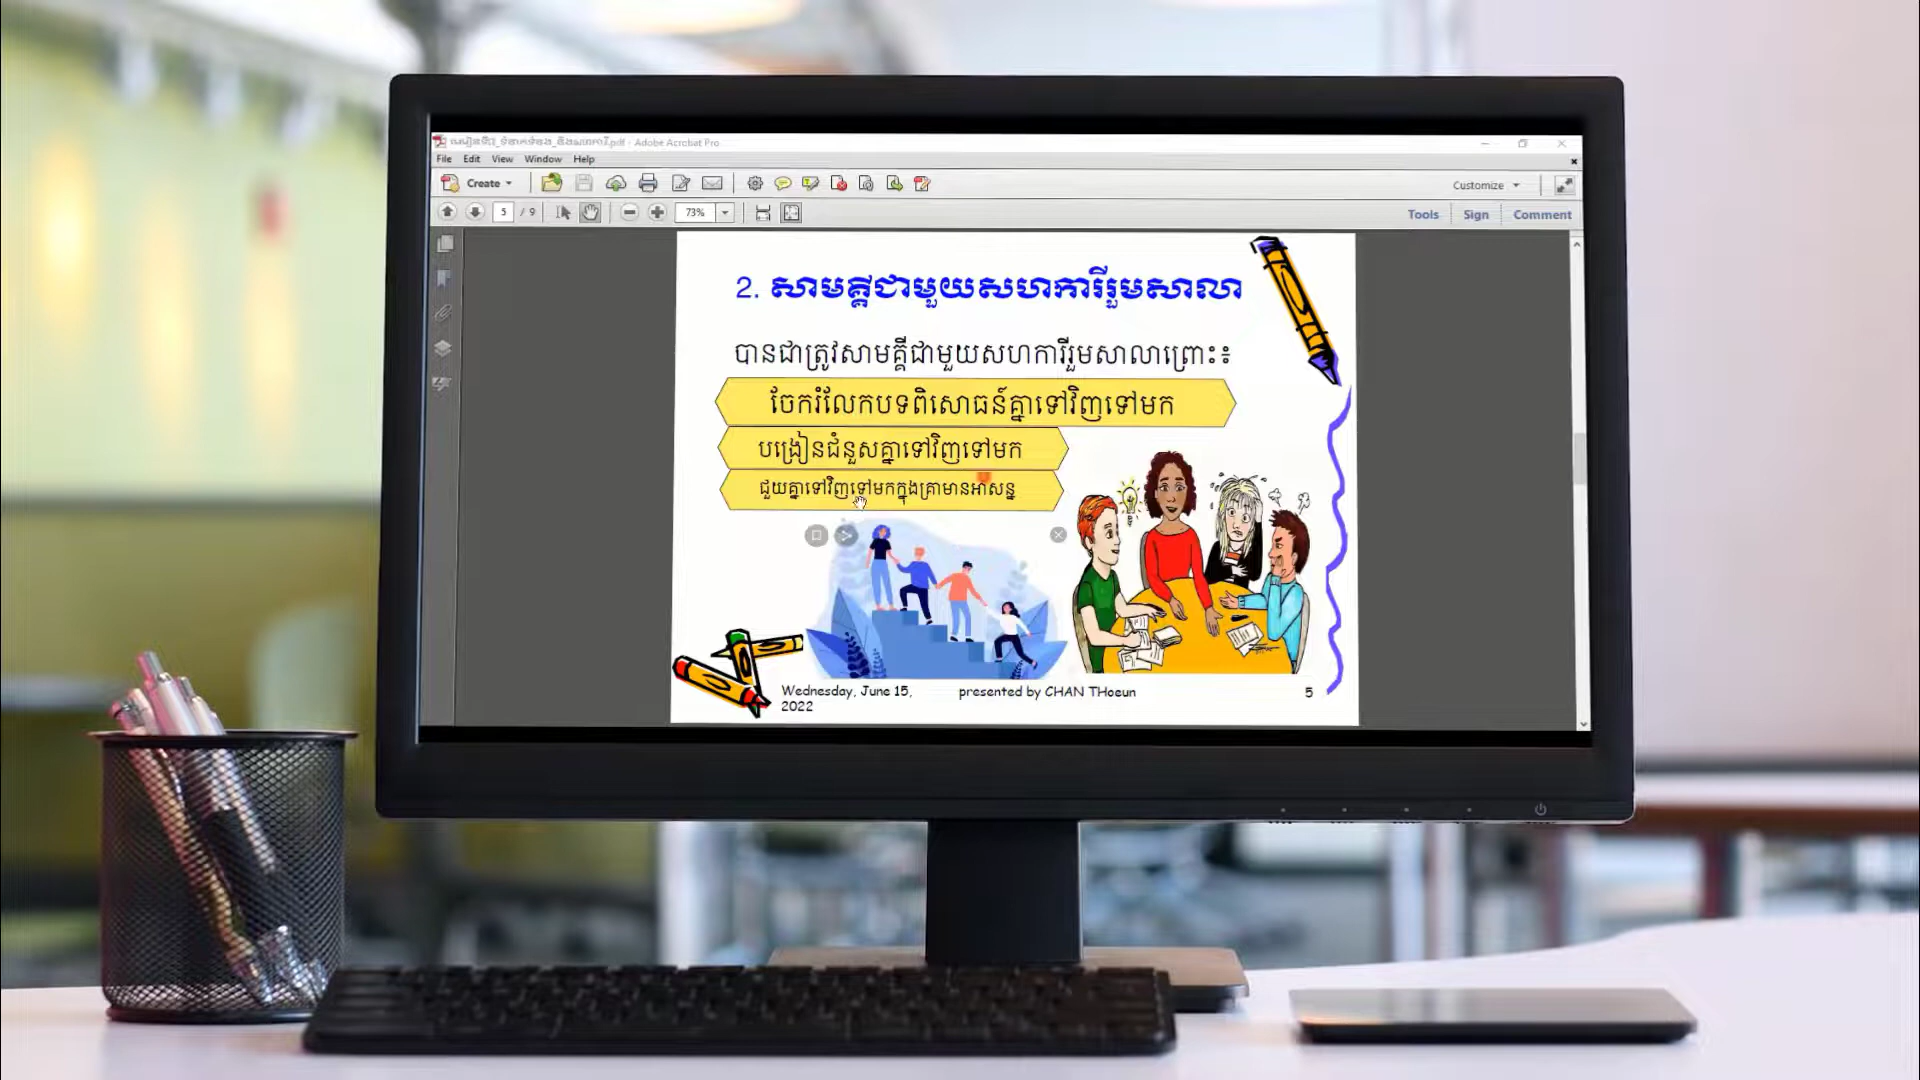 Adobe Acrobat Pro
File Edit View Window Help
Create Customize
5 / 9 73% Tools Sign Comment
2. សាមគ្គីជាមួយសហការីរួមសាលា
បានជាត្រូវសាមគ្គីជាមួយសហការីរួមសាលាព្រោះ៖
ចែករំលែកបទពិសោធន៍គ្នាទៅវិញទៅមក
បង្រៀនជំនួសគ្នាទៅវិញទៅមក
ជួយគ្នាទៅវិញទៅមកក្នុងគ្រាមានអាសន្ន
Wednesday, June 15, presented by CHAN THoeun 5
2022